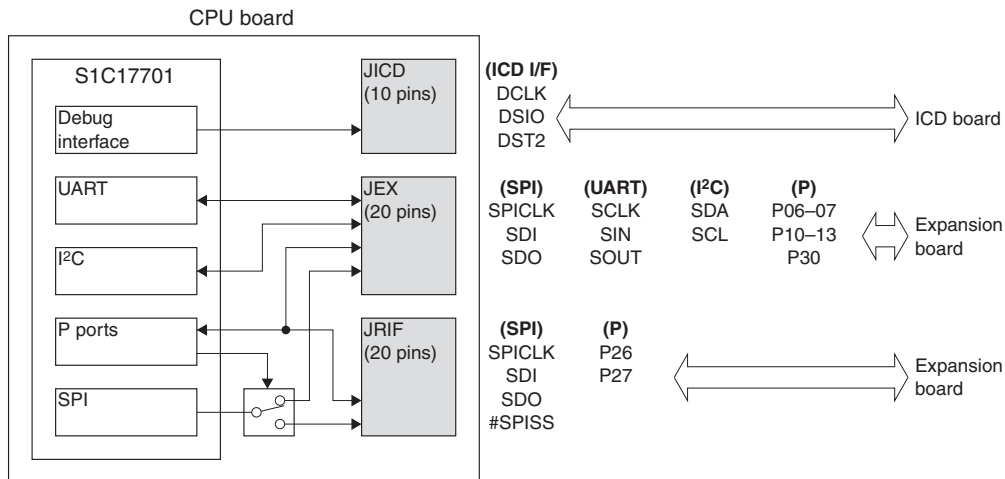 CPU board
S1C17701
Debug
interface
UART
I²C
P ports
SPI
JICD
(10 pins)
JEX
(20 pins)
JRIF
(20 pins)
(ICD I/F)
DCLK
DSIO
DST2
ICD board
(SPI) (UART) (I²C) (P)
SPICLK SCLK SDA P06–07
SDI SIN SCL P10–13
SDO SOUT P30
Expansion
board
(SPI) (P)
SPICLK P26
SDI P27
SDO
#SPISS
Expansion
board